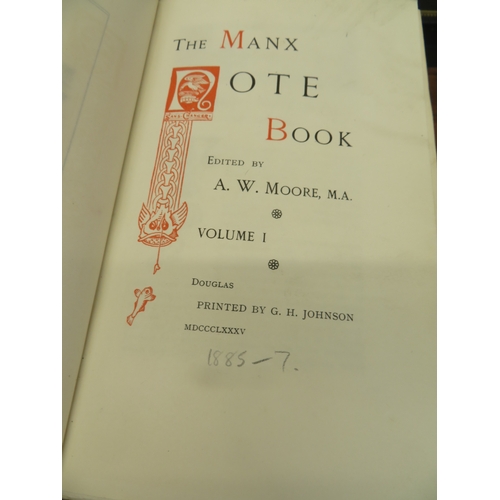 The Manx
NOTE
Book
Edited by
A. W. Moore, M.A.
VOLUME I
Douglas
PRINTED BY G. H. JOHNSON
MDCCCLXXXV
1885-7.